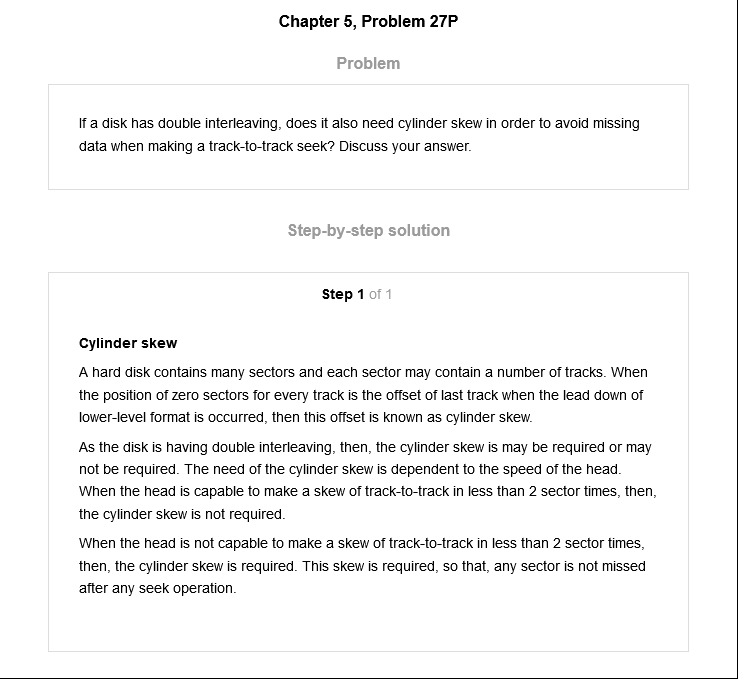 Chapter 5, Problem 27P
Problem
If a disk has double interleaving, does it also need cylinder skew in order to avoid missing
data when making a track-to-track seek? Discuss your answer.
Step-by-step solution
Step 1 of 1
Cylinder skew
A hard disk contains many sectors and each sector may contain a number of tracks. When
the position of zero sectors for every track is the offset of last track when the lead down of
lower-level format is occurred, then this offset is known as cylinder skew.
As the disk is having double interleaving, then, the cylinder skew is may be required or may
not be required. The need of the cylinder skew is dependent to the speed of the head.
When the head is capable to make a skew of track-to-track in less than 2 sector times, then,
the cylinder skew is not required.
When the head is not capable to make a skew of track-to-track in less than 2 sector times,
then, the cylinder skew is required. This skew is required, so that, any sector is not missed
after any seek operation.